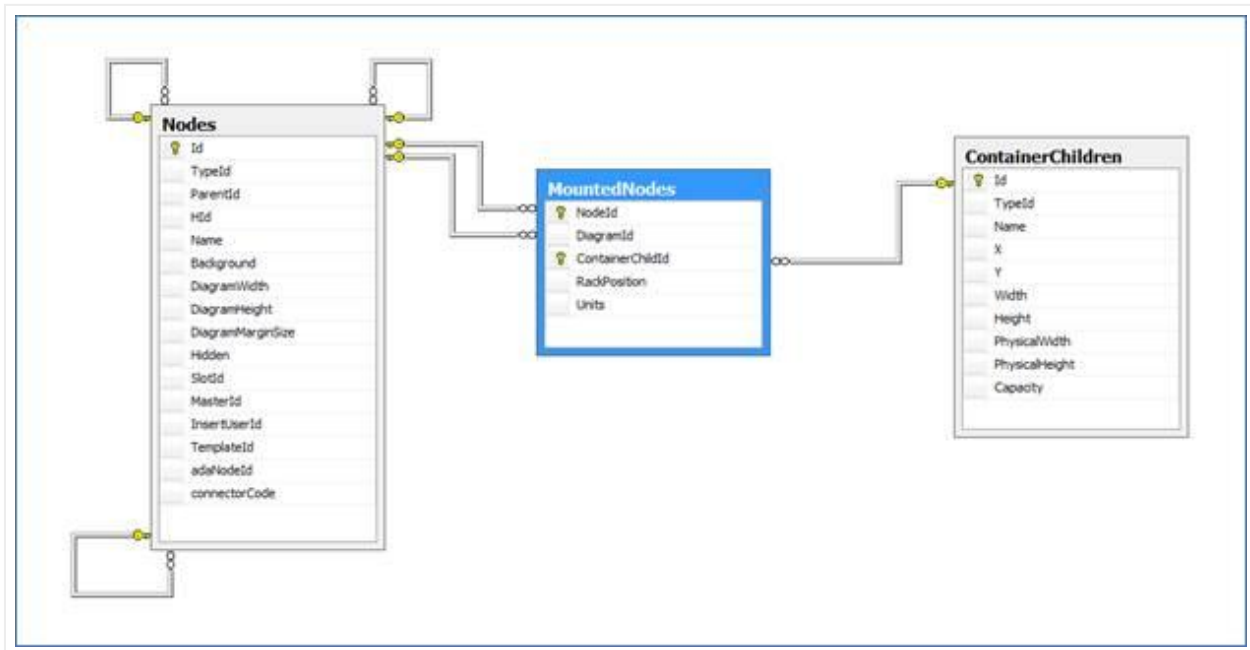 Nodes
Id
TypeId
ParentId
HId
Name
Background
DiagramWidth
DiagramHeight
DiagramMarginSize
Hidden
SlotId
MasterId
InsertUserId
TemplateId
adaNodeId
connectorCode
MountedNodes
NodeId
DiagramId
ContainerChildId
RackPosition
Units
ContainerChildren
Id
TypeId
Name
X
Y
Width
Height
PhysicalWidth
PhysicalHeight
Capacity